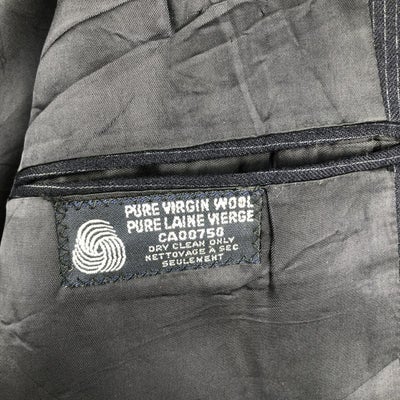 PURE VIRGIN WOOL
PURE LAINE VIERGE
CA00750
DRY CLEAN ONLY
NETTOYAGE A SEC
SEULEMENT